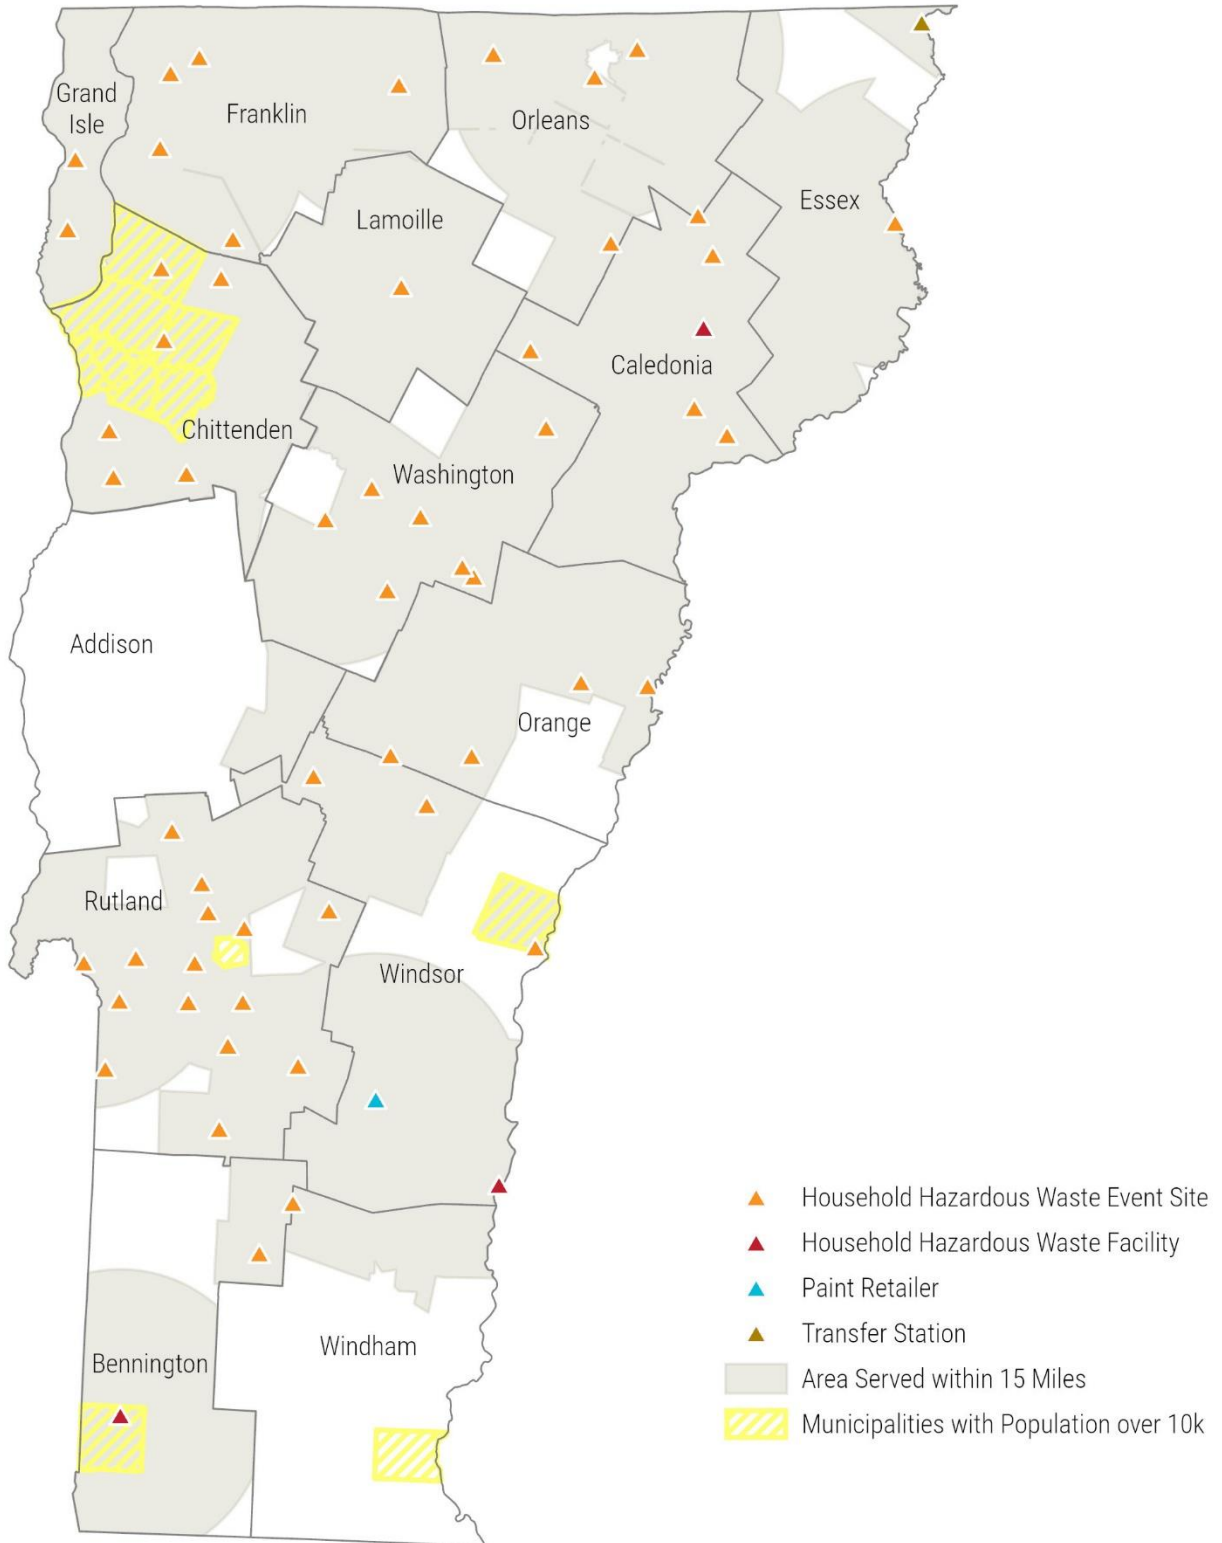 Grand
Isle
Franklin
Orleans
Lamoille
Essex
Caledonia
Chittenden
Washington
Addison
Orange
Rutland
Windsor
Windham
Bennington
Household Hazardous Waste Event Site
Household Hazardous Waste Facility
Paint Retailer
Transfer Station
Area Served within 15 Miles
Municipalities with Population over 10k